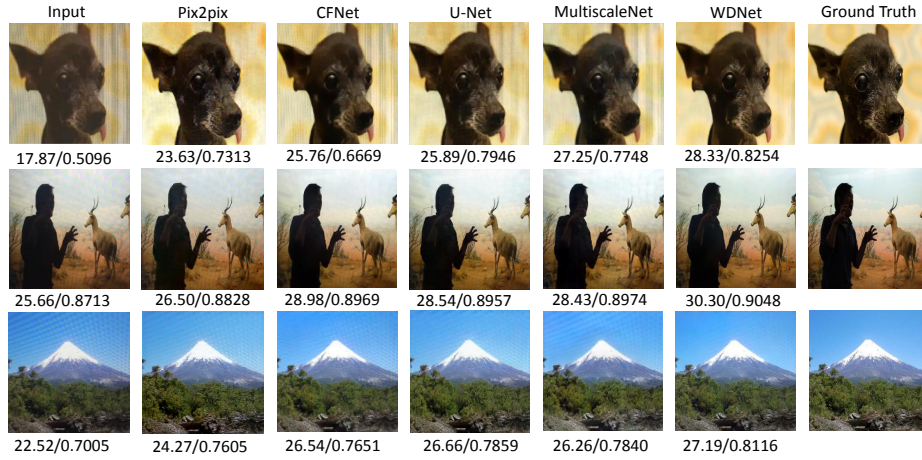 Input Pix2pix CFNet U-Net MultiscaleNet WDNet Ground Truth
17.87/0.5096 23.63/0.7313 25.76/0.6669 25.89/0.7946 27.25/0.7748 28.33/0.8254
25.66/0.8713 26.50/0.8828 28.98/0.8969 28.54/0.8957 28.43/0.8974 30.30/0.9048
22.52/0.7005 24.27/0.7605 26.54/0.7651 26.66/0.7859 26.26/0.7840 27.19/0.8116